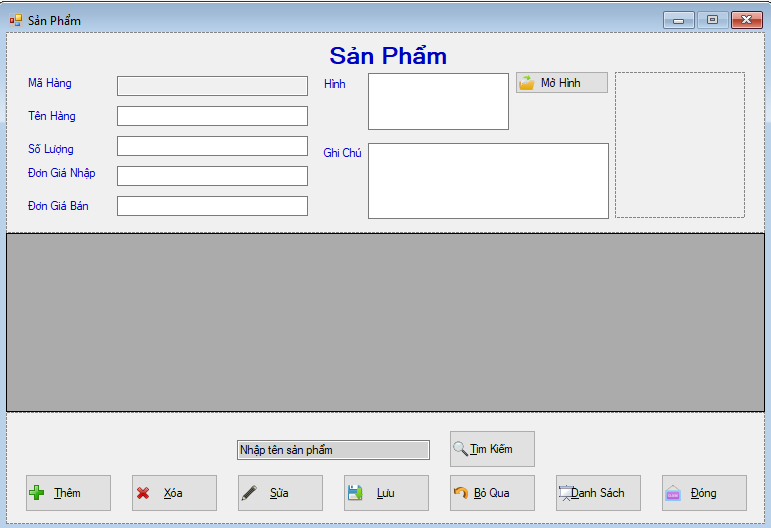 Sản Phẩm
Sản Phẩm
Mã Hàng
Hình
Mở Hình
Tên Hàng
Số Lượng
Ghi Chú
Đơn Giá Nhập
Đơn Giá Bán
Nhập tên sản phẩm
Tìm Kiếm
Thêm
Xóa
Sửa
Lưu
Bỏ Qua
Danh Sách
Đóng